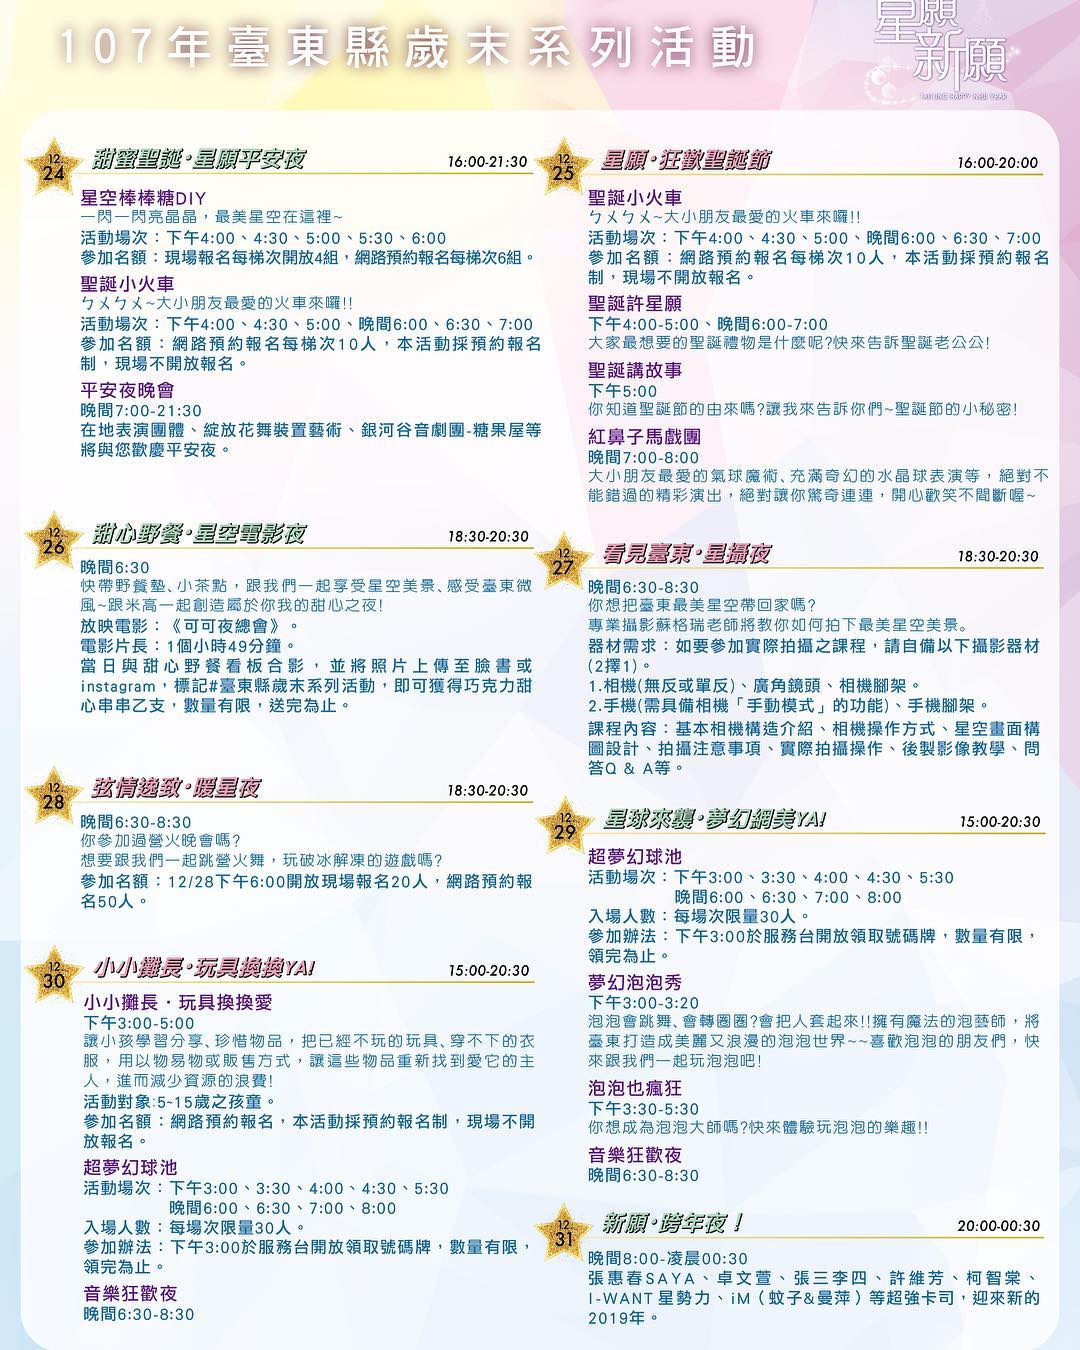 107年臺東縣歲末系列活動
星願
新願
TAITUNG HAPPY NEW YEAR
12.
24
甜蜜聖誕·星願平安夜
16:00-21:30
星空棒棒糖DIY
一閃一閃亮晶晶，最美星空在這裡~
活動場次：下午4:00、4:30、5:00、5:30、6:00
參加名額：現場報名每梯次開放4組，網路預約報名每梯次6組。
聖誕小火車
ㄅㄨㄅㄨ~大小朋友最愛的火車來囉!!
活動場次：下午4:00、4:30、5:00、晚間6:00、6:30、7:00
參加名額：網路預約報名每梯次10人，本活動採預約報名
制，現場不開放報名。
平安夜晚會
晚間7:00-21:30
在地表演團體、綻放花舞裝置藝術、銀河谷音劇團-糖果屋等
將與您歡慶平安夜。
12.
25
星願·狂歡聖誕節
16:00-20:00
聖誕小火車
ㄅㄨㄅㄨ~大小朋友最愛的火車來囉!!
活動場次：下午4:00、4:30、5:00、晚間6:00、6:30、7:00
參加名額：網路預約報名每梯次10人，本活動採預約報名
制，現場不開放報名。
聖誕許星願
下午4:00-5:00、晚間6:00-7:00
大家最想要的聖誕禮物是什麼呢?快來告訴聖誕老公公!
聖誕講故事
下午5:00
你知道聖誕節的由來嗎?讓我來告訴你們~聖誕節的小秘密!
紅鼻子馬戲團
晚間7:00-8:00
大小朋友最愛的氣球魔術、充滿奇幻的水晶球表演等，絕對不
能錯過的精彩演出，絕對讓你驚奇連連，開心歡笑不間斷喔~
12.
26
甜心野餐·星空電影夜
18:30-20:30
晚間6:30
快帶野餐墊、小茶點，跟我們一起享受星空美景、感受臺東微
風~跟米高一起創造屬於你我的甜心之夜!
放映電影：《可可夜總會》。
電影片長：1個小時49分鐘。
當日與甜心野餐看板合影，並將照片上傳至臉書或
instagram，標記#臺東縣歲末系列活動，即可獲得巧克力甜
心串串乙支，數量有限，送完為止。
12.
27
看見臺東·星攝夜
18:30-20:30
晚間6:30-8:30
你想把臺東最美星空帶回家嗎?
專業攝影蘇格瑞老師將教你如何拍下最美星空美景。
器材需求：如要參加實際拍攝之課程，請自備以下攝影器材
(2擇1)。
1.相機(無反或單反)、廣角鏡頭、相機腳架。
2.手機(需具備相機「手動模式」的功能)、手機腳架。
課程內容：基本相機構造介紹、相機操作方式、星空畫面構
圖設計、拍攝注意事項、實際拍攝操作、後製影像教學、問
答Q & A等。
12.
28
弦情逸致·暖星夜
18:30-20:30
晚間6:30-8:30
你參加過營火晚會嗎?
想要跟我們一起跳營火舞，玩破冰解凍的遊戲嗎?
參加名額：12/28下午6:00開放現場報名20人，網路預約報
名50人。
12.
29
星球來襲·夢幻網美YA!
15:00-20:30
超夢幻球池
活動場次：下午3:00、3:30、4:00、4:30、5:30
晚間6:00、6:30、7:00、8:00
入場人數：每場次限量30人。
參加辦法：下午3:00於服務台開放領取號碼牌，數量有限，
領完為止。
夢幻泡泡秀
下午3:00-3:20
泡泡會跳舞、會轉圈圈?會把人套起來!!擁有魔法的泡藝師，將
臺東打造成美麗又浪漫的泡泡世界~~喜歡泡泡的朋友們，快
來跟我們一起玩泡泡吧!
泡泡也瘋狂
下午3:30-5:30
你想成為泡泡大師嗎?快來體驗玩泡泡的樂趣!!
音樂狂歡夜
晚間6:30-8:30
12.
30
小小攤長·玩具換換YA!
15:00-20:30
小小攤長·玩具換換愛
下午3:00-5:00
讓小孩學習分享、珍惜物品，把已經不玩的玩具、穿不下的衣
服，用以物易物或販售方式，讓這些物品重新找到愛它的主
人，進而減少資源的浪費!
活動對象:5~15歲之孩童。
參加名額：網路預約報名，本活動採預約報名制，現場不開
放報名。
超夢幻球池
活動場次：下午3:00、3:30、4:00、4:30、5:30
晚間6:00、6:30、7:00、8:00
入場人數：每場次限量30人。
參加辦法：下午3:00於服務台開放領取號碼牌，數量有限，
領完為止。
音樂狂歡夜
晚間6:30-8:30
12.
31
新願·跨年夜！
20:00-00:30
晚間8:00-凌晨00:30
張惠春SAYA、卓文萱、張三李四、許維芳、柯智棠、
I-WANT星勢力、iM（蚊子&曼萍）等超強卡司，迎來新的
2019年。